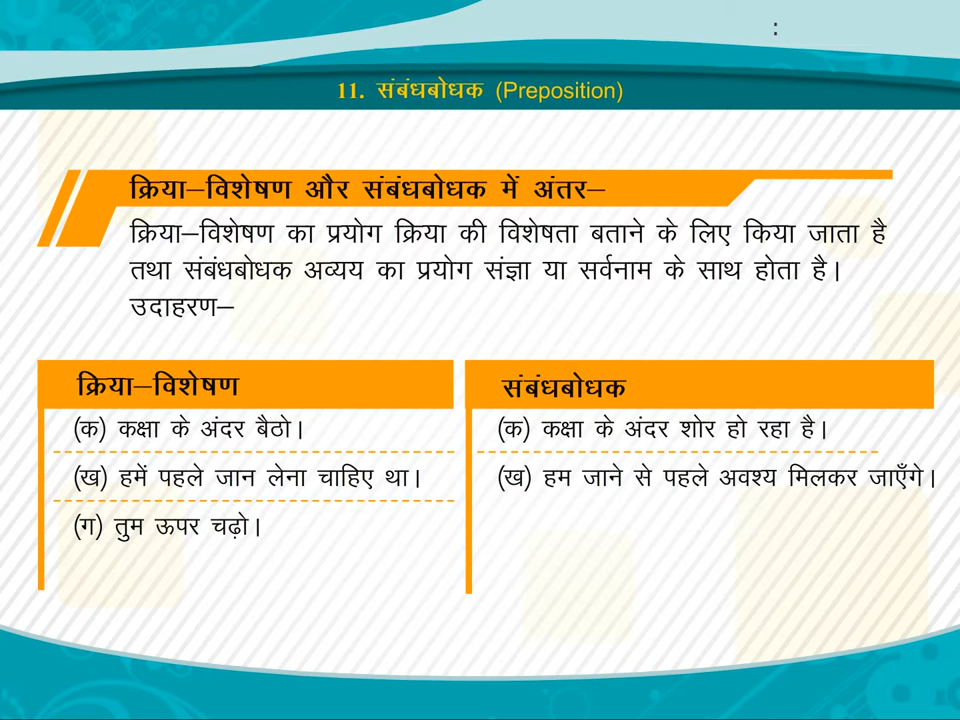 :
11. संबंधबोधक (Preposition)
क्रिया–विशेषण और संबंधबोधक में अंतर–
क्रिया–विशेषण का प्रयोग क्रिया की विशेषता बताने के लिए किया जाता है
तथा संबंधबोधक अव्यय का प्रयोग संज्ञा या सर्वनाम के साथ होता है।
उदाहरण–
क्रिया–विशेषण
(क) कक्षा के अंदर बैठो।
(ख) हमें पहले जान लेना चाहिए था।
(ग) तुम ऊपर चढ़ो।
संबंधबोधक
(क) कक्षा के अंदर शोर हो रहा है।
(ख) हम जाने से पहले अवश्य मिलकर जाएँगे।